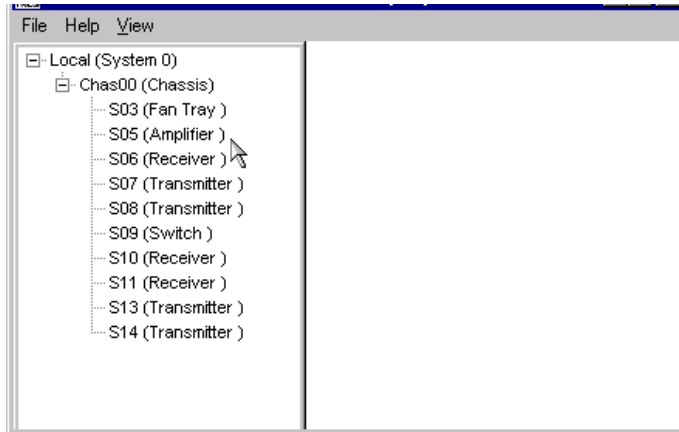 File Help View
Local (System 0)
Chas00 (Chassis)
S03 (Fan Tray )
S05 (Amplifier )
S06 (Receiver )
S07 (Transmitter )
S08 (Transmitter )
S09 (Switch )
S10 (Receiver )
S11 (Receiver )
S13 (Transmitter )
S14 (Transmitter )